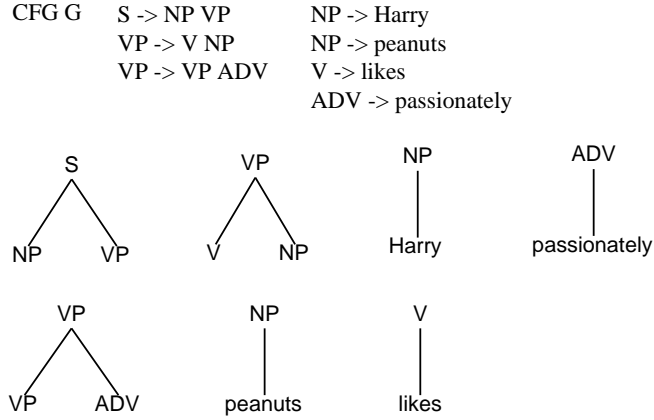 CFG G S -> NP VP NP -> Harry
VP -> V NP NP -> peanuts
VP -> VP ADV V -> likes
ADV -> passionately
S VP NP ADV
NP VP V NP Harry passionately
VP NP V
VP ADV peanuts likes